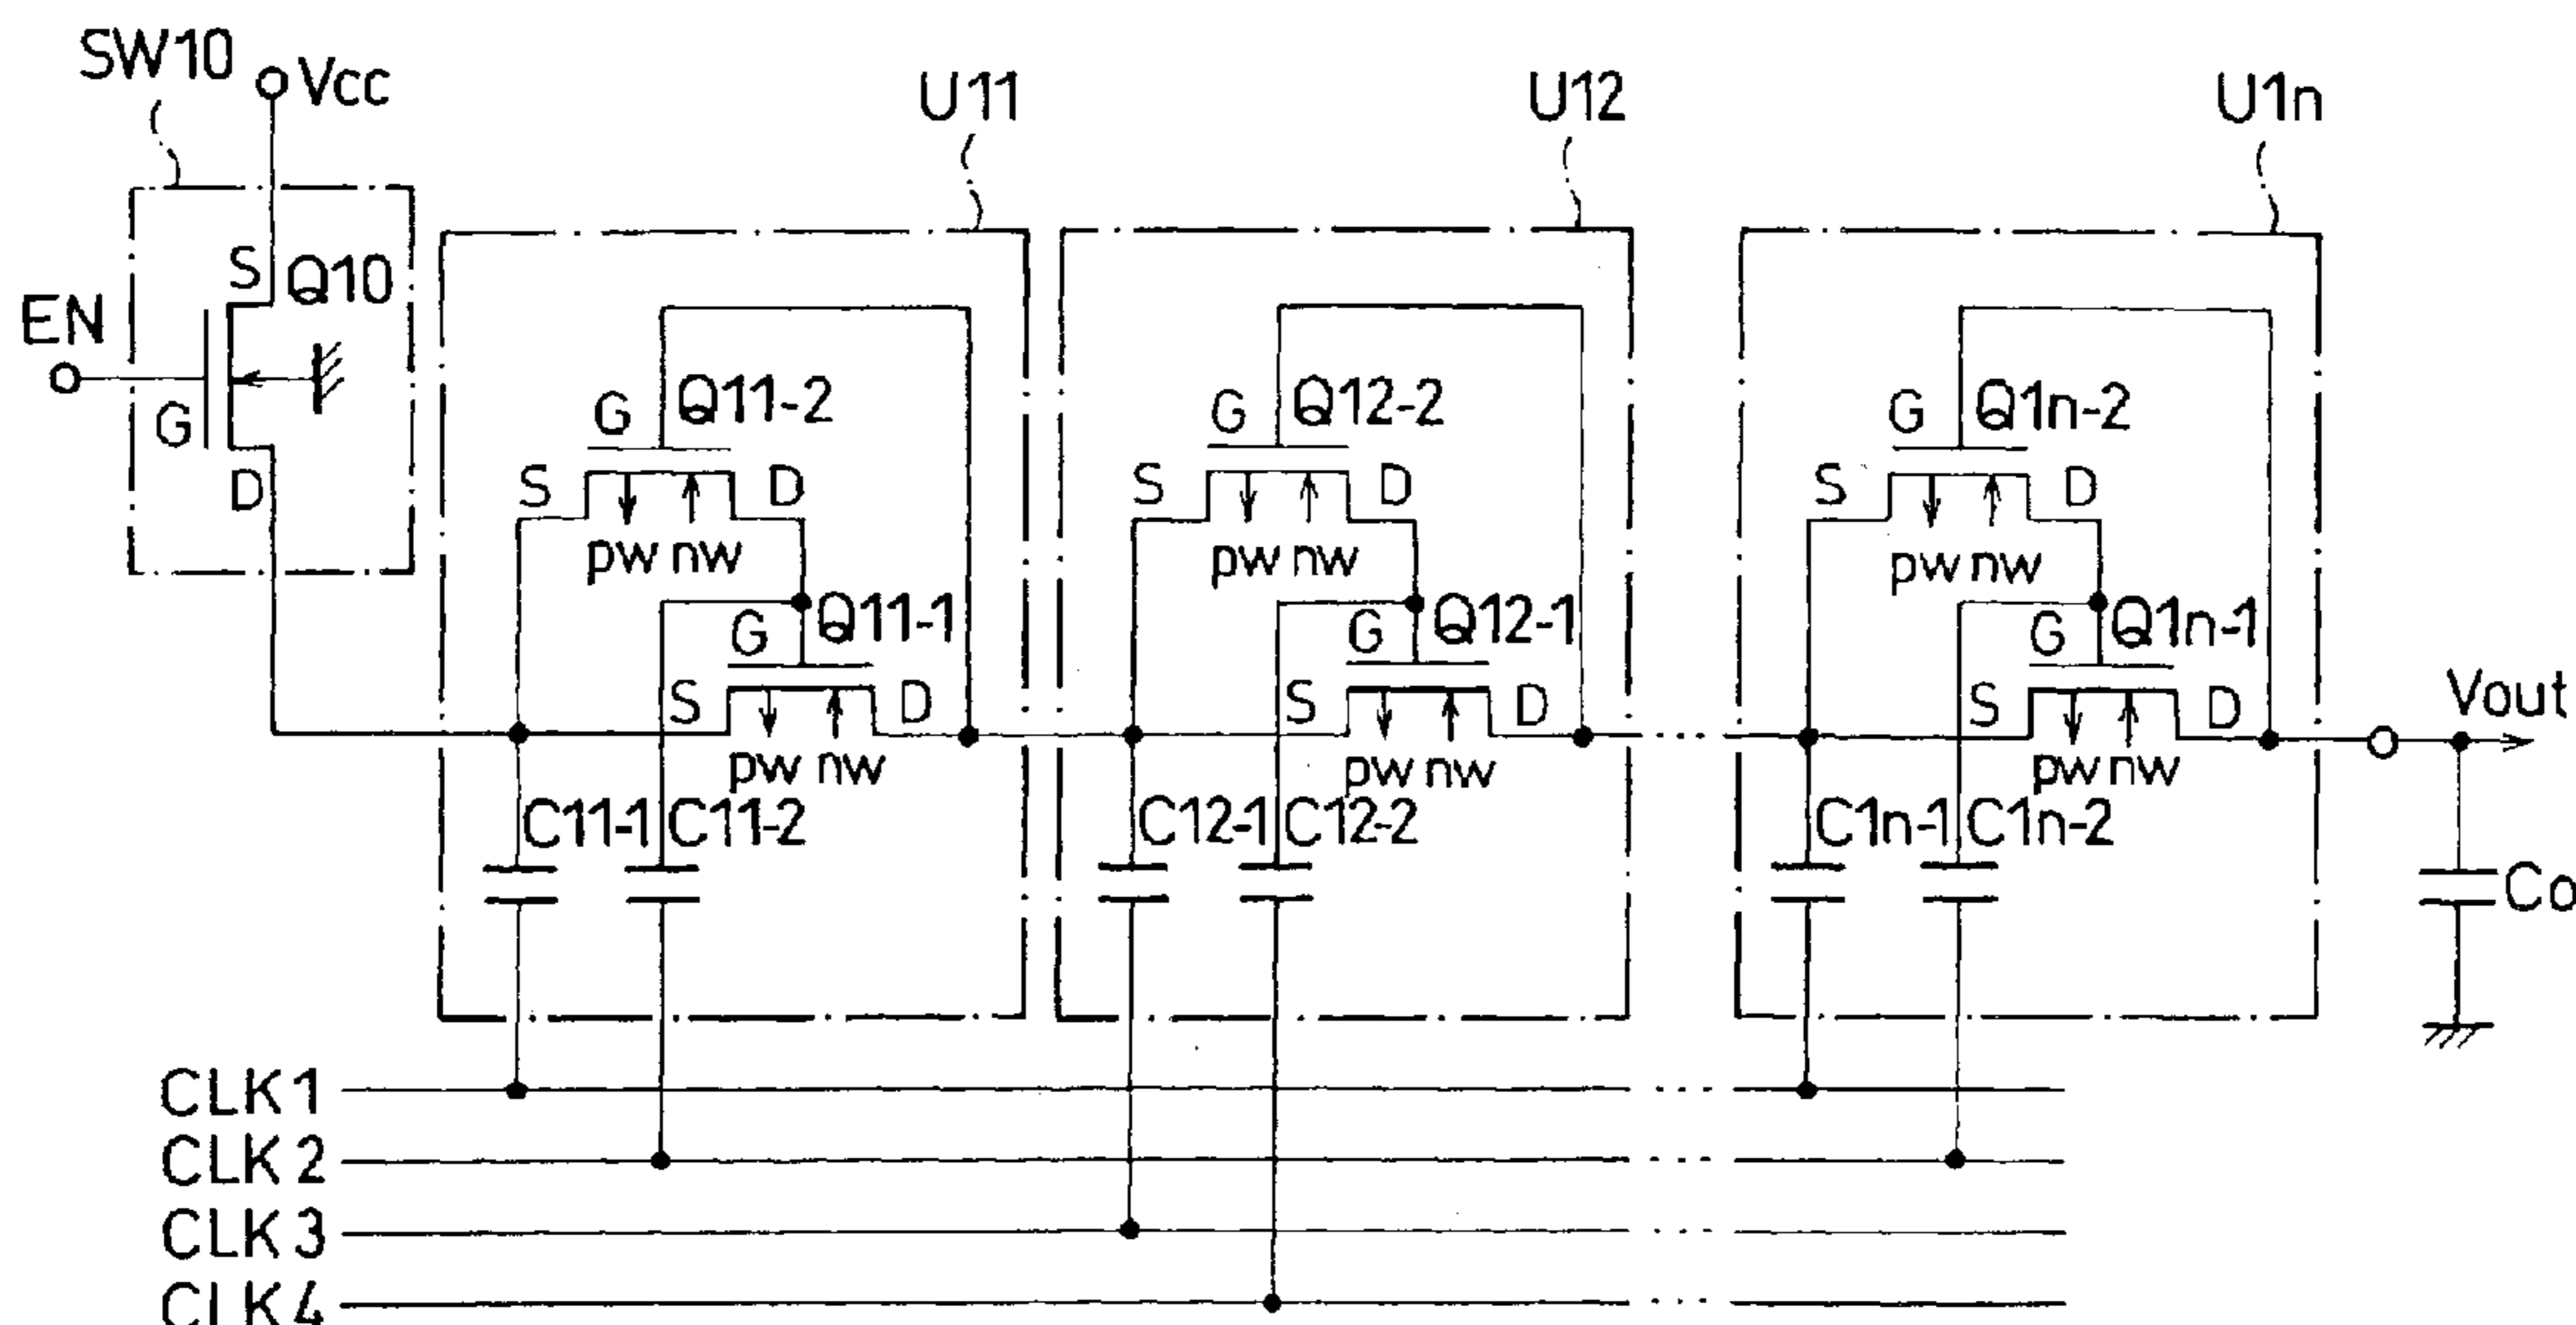 SW10
Vcc
U11
U12
U1n
S
Q10
EN
G
D
G
Q11-2
S
D
pw nw
G
Q11-1
S
D
pw nw
C11-1
C11-2
G
Q12-2
S
D
pw nw
G
Q12-1
S
D
pw nw
C12-1
C12-2
G
Q1n-2
S
D
pw nw
G
Q1n-1
S
D
pw nw
C1n-1
C1n-2
Vout
Co
CLK1
CLK2
CLK3
CLK4